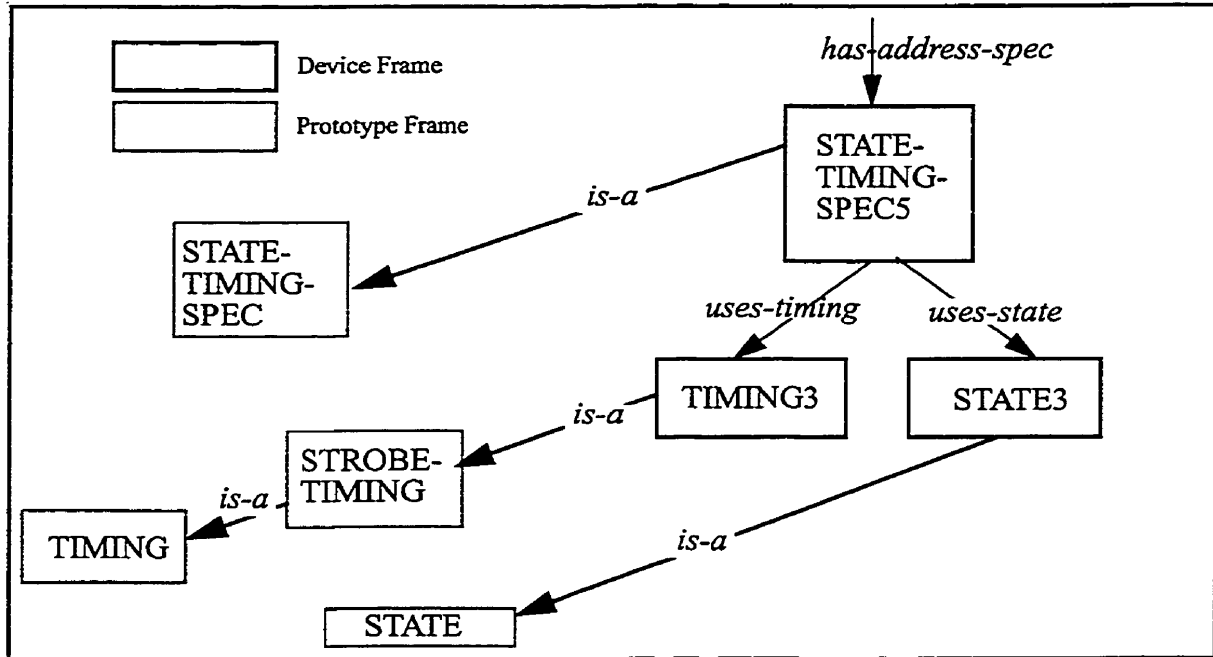 has-address-spec
Device Frame
Prototype Frame
STATE-
TIMING-
SPEC5
is-a
STATE-
TIMING-
SPEC
uses-timing
uses-state
TIMING3
STATE3
is-a
STROBE-
TIMING
is-a
TIMING
is-a
STATE